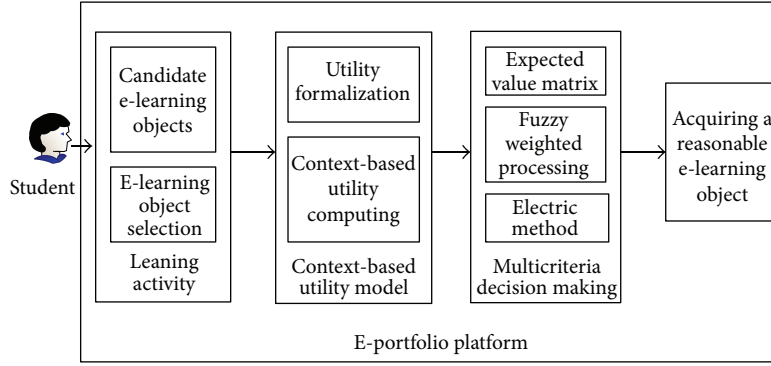 Student
Candidate
e-learning
objects
E-learning
object
selection
Leaning
activity
Utility
formalization
Context-based
utility
computing
Context-based
utility model
Expected
value matrix
Fuzzy
weighted
processing
Electric
method
Multicriteria
decision making
Acquiring a
reasonable
e-learning
object
E-portfolio platform